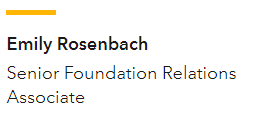 Emily Rosenbach
Senior Foundation Relations
Associate